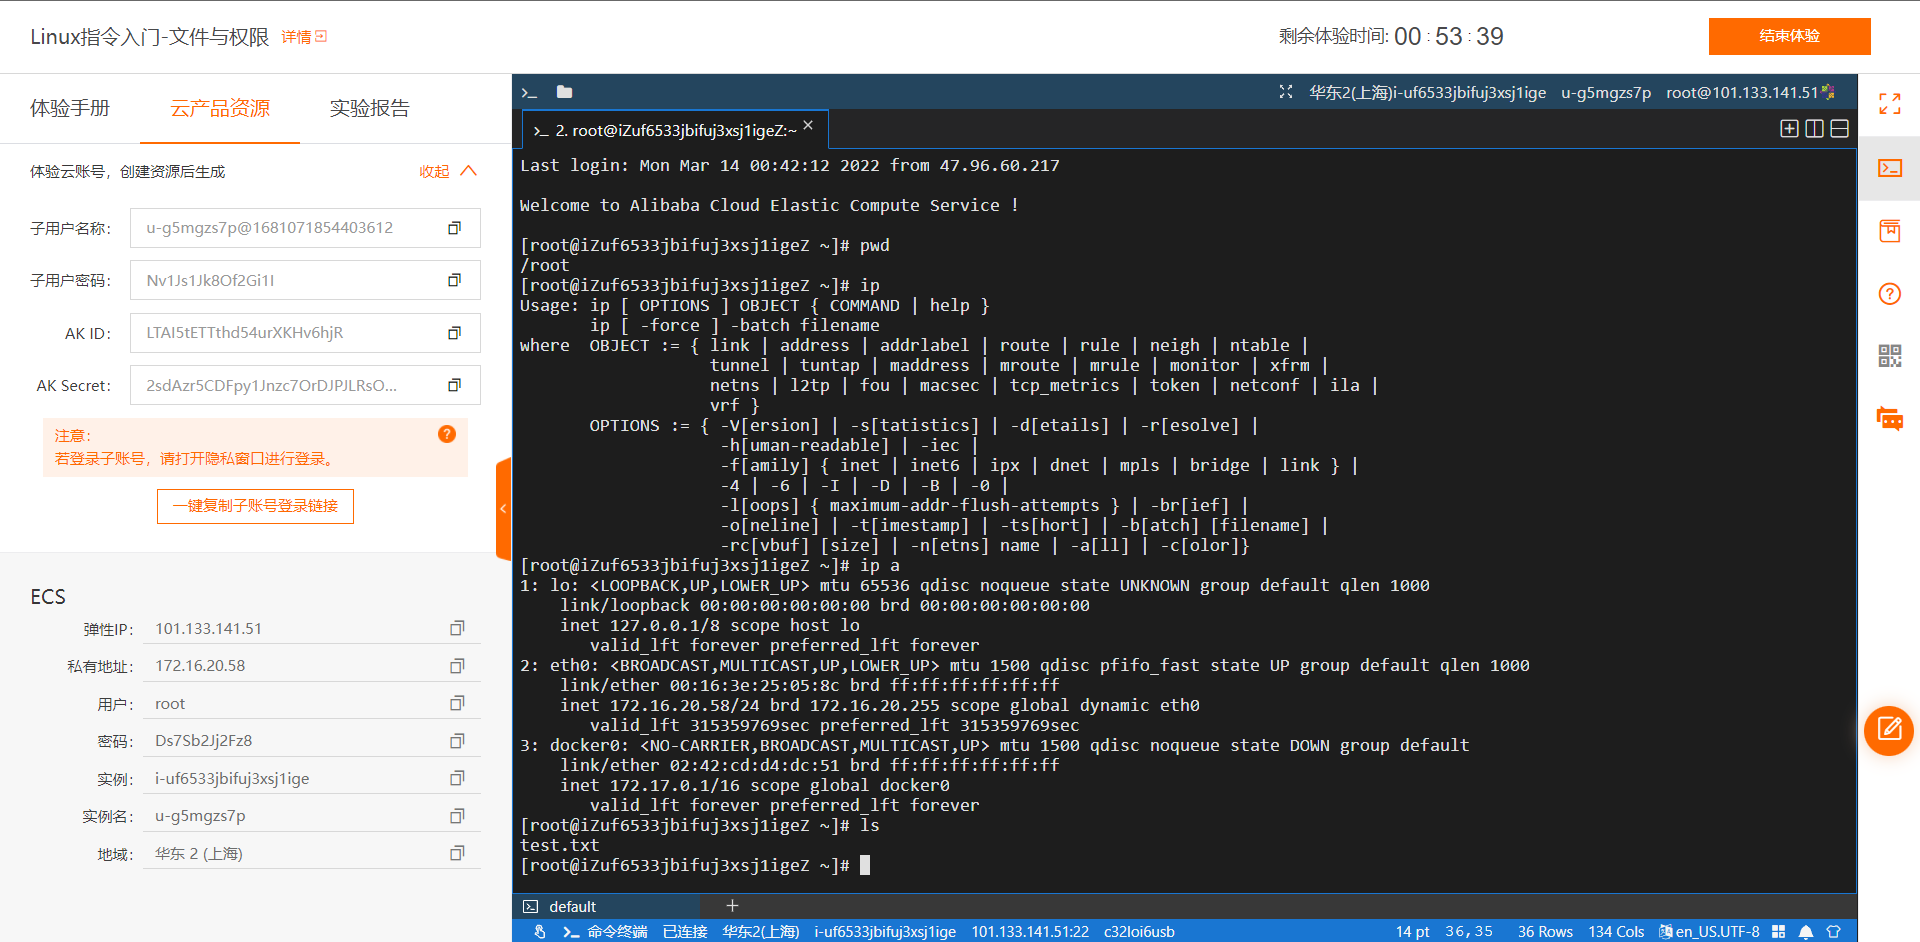 Linux指令入门-文件与权限 详情
剩余体验时间: 00 : 53 : 39
结束体验
体验手册 云产品资源 实验报告
体验云账号，创建资源后生成 收起
子用户名称： u-g5mgzs7p@1681071854403612
子用户密码： Nv1Js1Jk8Of2Gi1I
AK ID： LTAI5tETTthd54urXKHv6hjR
AK Secret： 2sdAzr5CDFpy1Jnzc7OrDJPJLRsO...
注意：
若登录子账号，请打开隐私窗口进行登录。
一键复制子账号登录链接
ECS
弹性IP： 101.133.141.51
私有地址： 172.16.20.58
用户： root
密码： Ds7Sb2Jj2Fz8
实例： i-uf6533jbifuj3xsj1ige
实例名： u-g5mgzs7p
地域： 华东 2 (上海)
华东2(上海)i-uf6533jbifuj3xsj1ige u-g5mgzs7p root@101.133.141.51
2. root@iZuf6533jbifuj3xsj1igeZ:~
Last login: Mon Mar 14 00:42:12 2022 from 47.96.60.217
Welcome to Alibaba Cloud Elastic Compute Service !
[root@iZuf6533jbifuj3xsj1igeZ ~]# pwd
/root
[root@iZuf6533jbifuj3xsj1igeZ ~]# ip
Usage: ip [ OPTIONS ] OBJECT { COMMAND | help }
ip [ -force ] -batch filename
where OBJECT := { link | address | addrlabel | route | rule | neigh | ntable |
tunnel | tuntap | maddress | mroute | mrule | monitor | xfrm |
netns | l2tp | fou | macsec | tcp_metrics | token | netconf | ila |
vrf }
OPTIONS := { -V[ersion] | -s[tatistics] | -d[etails] | -r[esolve] |
-h[uman-readable] | -iec |
-f[amily] { inet | inet6 | ipx | dnet | mpls | bridge | link } |
-4 | -6 | -I | -D | -B | -0 |
-l[oops] { maximum-addr-flush-attempts } | -br[ief] |
-o[neline] | -t[imestamp] | -ts[hort] | -b[atch] [filename] |
-rc[vbuf] [size] | -n[etns] name | -a[ll] | -c[olor]}
[root@iZuf6533jbifuj3xsj1igeZ ~]# ip a
1: lo: <LOOPBACK,UP,LOWER_UP> mtu 65536 qdisc noqueue state UNKNOWN group default qlen 1000
link/loopback 00:00:00:00:00:00 brd 00:00:00:00:00:00
inet 127.0.0.1/8 scope host lo
valid_lft forever preferred_lft forever
2: eth0: <BROADCAST,MULTICAST,UP,LOWER_UP> mtu 1500 qdisc pfifo_fast state UP group default qlen 1000
link/ether 00:16:3e:25:05:8c brd ff:ff:ff:ff:ff:ff
inet 172.16.20.58/24 brd 172.16.20.255 scope global dynamic eth0
valid_lft 315359769sec preferred_lft 315359769sec
3: docker0: <NO-CARRIER,BROADCAST,MULTICAST,UP> mtu 1500 qdisc noqueue state DOWN group default
link/ether 02:42:cd:d4:dc:51 brd ff:ff:ff:ff:ff:ff
inet 172.17.0.1/16 scope global docker0
valid_lft forever preferred_lft forever
[root@iZuf6533jbifuj3xsj1igeZ ~]# ls
test.txt
[root@iZuf6533jbifuj3xsj1igeZ ~]#
default
命令终端 已连接 华东2(上海) i-uf6533jbifuj3xsj1ige 101.133.141.51:22 c32loi6usb 14 pt 36,35 36 Rows 134 Cols en_US.UTF-8